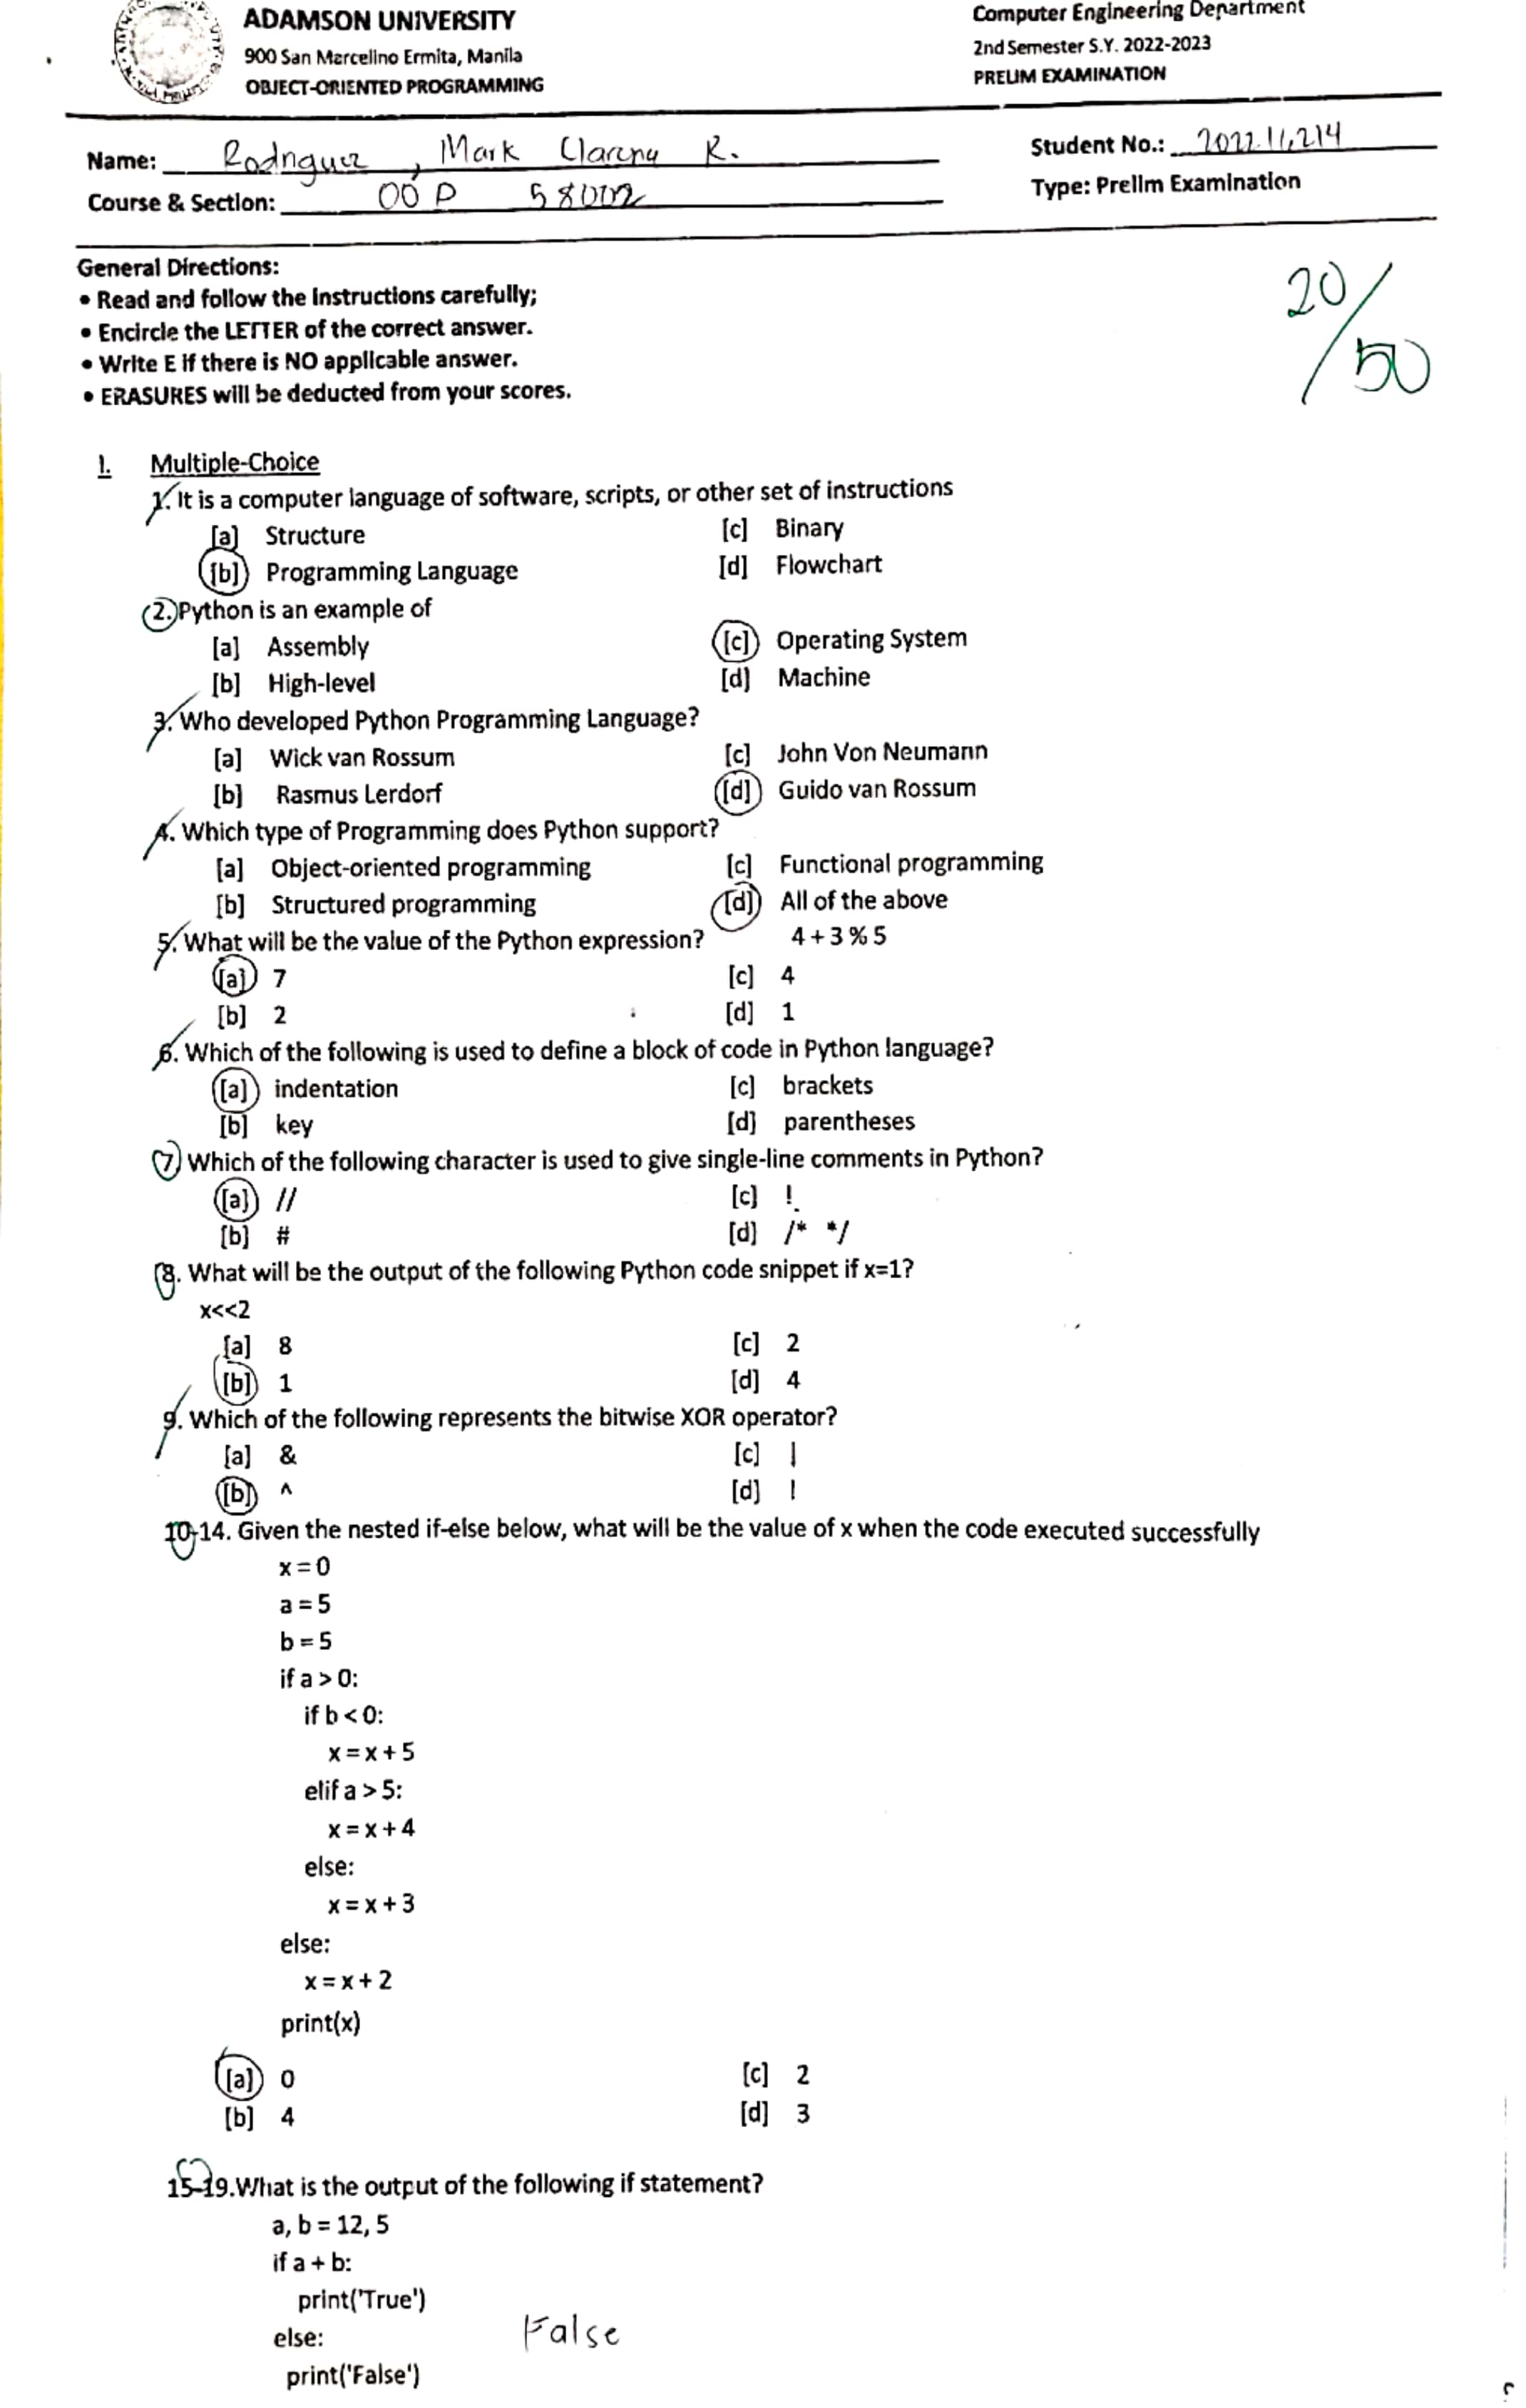 ADAMSON UNIVERSITY
900 San Marcelino Ermita, Manila
OBJECT-ORIENTED PROGRAMMING
Computer Engineering Department
2nd Semester S.Y. 2022-2023
PRELIM EXAMINATION
Name: Mark R.
Student No.:
Course & Section: OOP 58002
Type: Prelim Examination
General Directions:
• Read and follow the Instructions carefully;
• Encircle the LETTER of the correct answer.
• Write E if there is NO applicable answer.
• ERASURES will be deducted from your scores.
20/50
I. Multiple-Choice
1. It is a computer language of software, scripts, or other set of instructions
[a] Structure [c] Binary
[b] Programming Language [d] Flowchart
2. Python is an example of
[a] Assembly [c] Operating System
[b] High-level [d] Machine
3. Who developed Python Programming Language?
[a] Wick van Rossum [c] John Von Neumann
[b] Rasmus Lerdorf [d] Guido van Rossum
4. Which type of Programming does Python support?
[a] Object-oriented programming [c] Functional programming
[b] Structured programming [d] All of the above
5. What will be the value of the Python expression? 4 + 3 % 5
[a] 7 [c] 4
[b] 2 [d] 1
6. Which of the following is used to define a block of code in Python language?
[a] indentation [c] brackets
[b] key [d] parentheses
7. Which of the following character is used to give single-line comments in Python?
[a] // [c] !
[b] # [d] /* */
8. What will be the output of the following Python code snippet if x=1?
x<<2
[a] 8 [c] 2
[b] 1 [d] 4
9. Which of the following represents the bitwise XOR operator?
[a] & [c] |
[b] ^ [d] !
10-14. Given the nested if-else below, what will be the value of x when the code executed successfully
x = 0
a = 5
b = 5
if a > 0:
if b < 0:
x = x + 5
elif a > 5:
x = x + 4
else:
x = x + 3
else:
x = x + 2
print(x)
[a] 0 [c] 2
[b] 4 [d] 3
15-19.What is the output of the following if statement?
a, b = 12, 5
if a + b:
print('True')
else:
False
print('False')